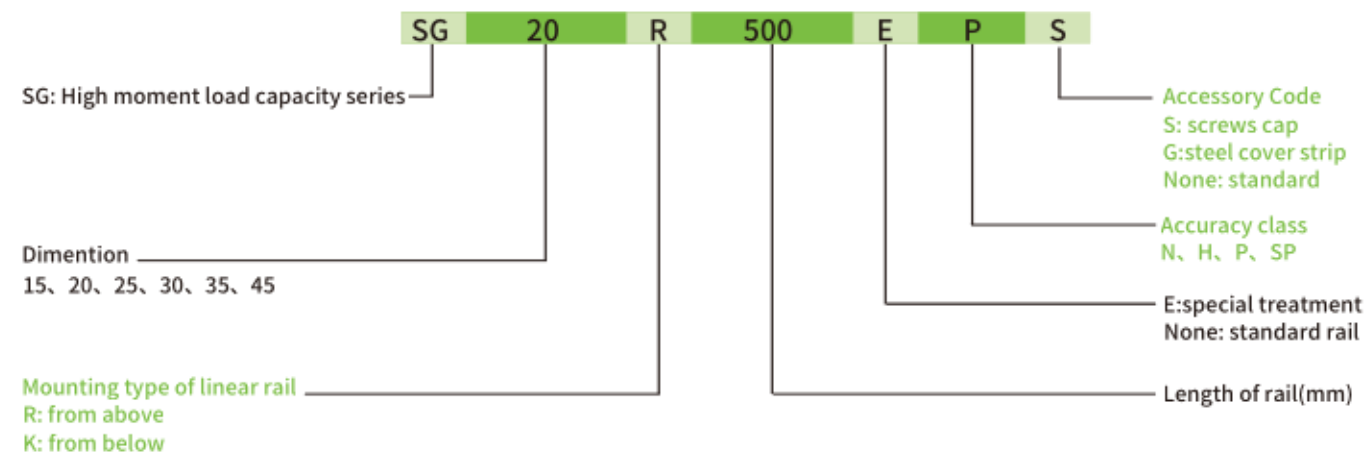 SG 20 R 500 E P S
SG: High moment load capacity series
Dimention
15、20、25、30、35、45
Mounting type of linear rail
R: from above
K: from below
Accessory Code
S: screws cap
G:steel cover strip
None: standard
Accuracy class
N、H、P、SP
E:special treatment
None: standard rail
Length of rail(mm)